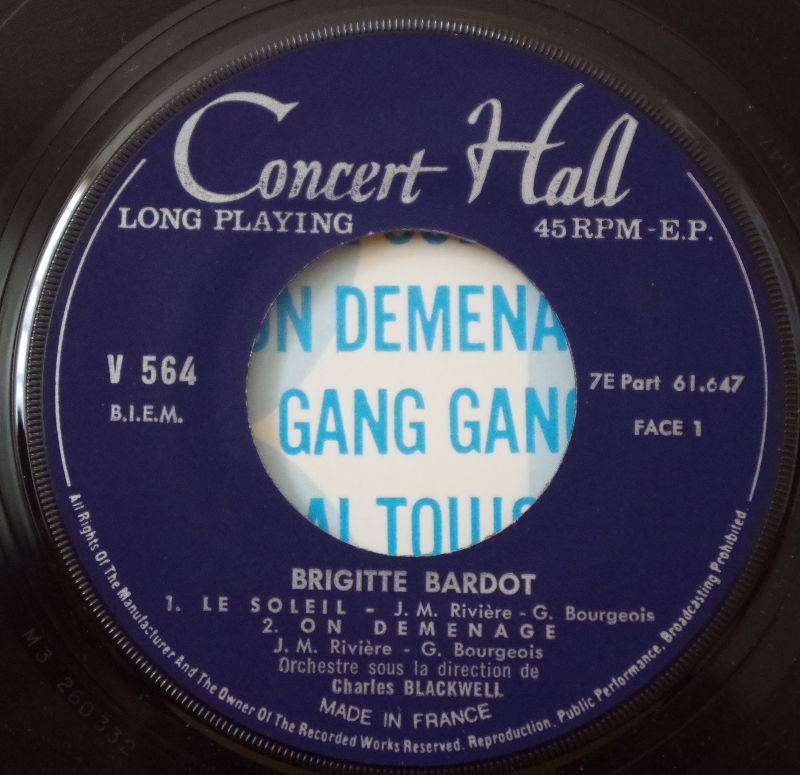 Concert Hall
LONG PLAYING
45 RPM - E.P.
ON DEMENA
GANG GANG
AI TOUJO
V 564
B.I.E.M.
7E Part 61.647
FACE 1
BRIGITTE BARDOT
1. LE SOLEIL - J. M. Rivière - G. Bourgeois
2. ON DEMENAGE
J. M. Rivière - G. Bourgeois
Orchestre sous la direction de
Charles BLACKWELL
MADE IN FRANCE
All Rights Of The Manufacturer And The Owner Of The Recorded Works Reserved. Reproduction. Public Performance. Broadcasting Prohibited
M3 260332